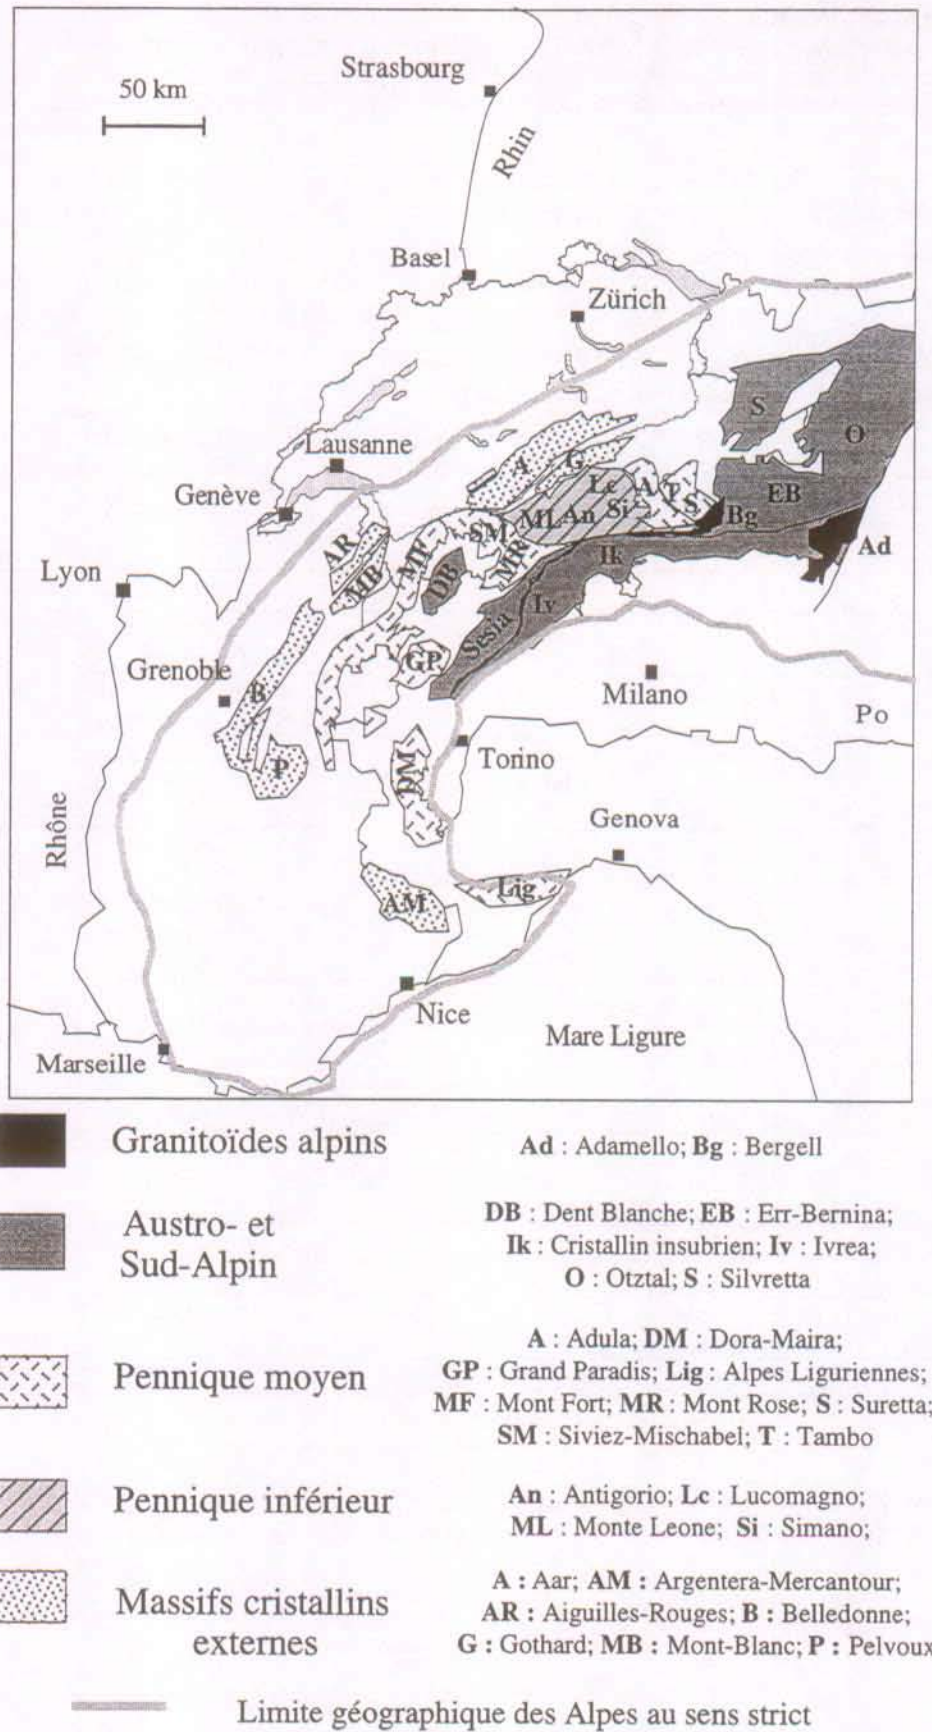 Strasbourg
50 km
Rhin
Basel
Zürich
S
O
Lausanne
A
G
Genève
Lc
A
T
EB
ML
An
Si
S
Bg
AR
MF
SM
MR
Ik
Ad
Lyon
MB
DB
Iv
Sesia
Grenoble
B
GP
Milano
Po
P
DM
Torino
Rhône
Genova
AM
Lig
Nice
Mare Ligure
Marseille
Granitoïdes alpins
Ad : Adamello; Bg : Bergell
Austro- et
Sud-Alpin
DB : Dent Blanche; EB : Err-Bernina;
Ik : Cristallin insubrien; Iv : Ivrea;
O : Otztal; S : Silvretta
Pennique moyen
A : Adula; DM : Dora-Maira;
GP : Grand Paradis; Lig : Alpes Liguriennes;
MF : Mont Fort; MR : Mont Rose; S : Suretta;
SM : Siviez-Mischabel; T : Tambo
Pennique inférieur
An : Antigorio; Lc : Lucomagno;
ML : Monte Leone; Si : Simano;
Massifs cristallins
externes
A : Aar; AM : Argentera-Mercantour;
AR : Aiguilles-Rouges; B : Belledonne;
G : Gothard; MB : Mont-Blanc; P : Pelvoux
Limite géographique des Alpes au sens strict